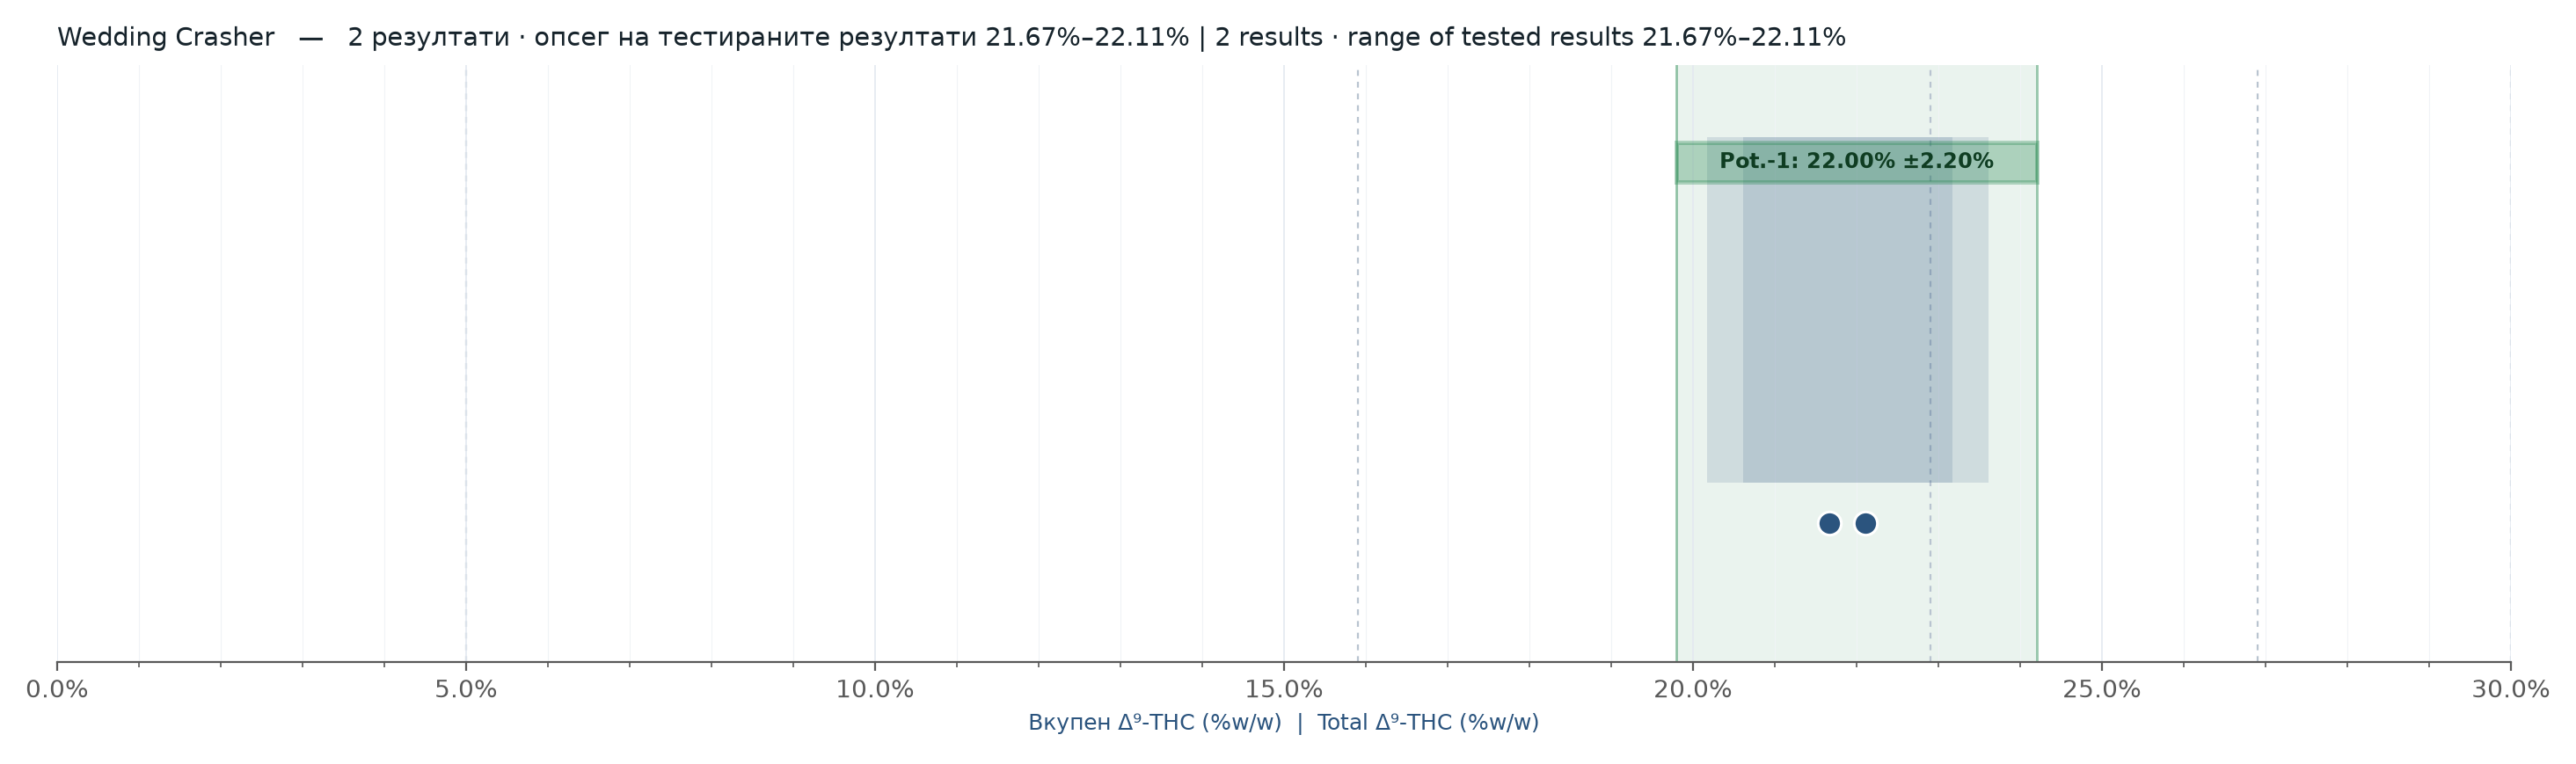 Wedding Crasher — 2 резултати · опсег на тестираните резултати 21.67%–22.11% | 2 results · range of tested results 21.67%–22.11%
Pot.-1: 22.00% ±2.20%
0.0% 5.0% 10.0% 15.0% 20.0% 25.0% 30.0%
Вкупен Δ⁹-THC (%w/w) | Total Δ⁹-THC (%w/w)